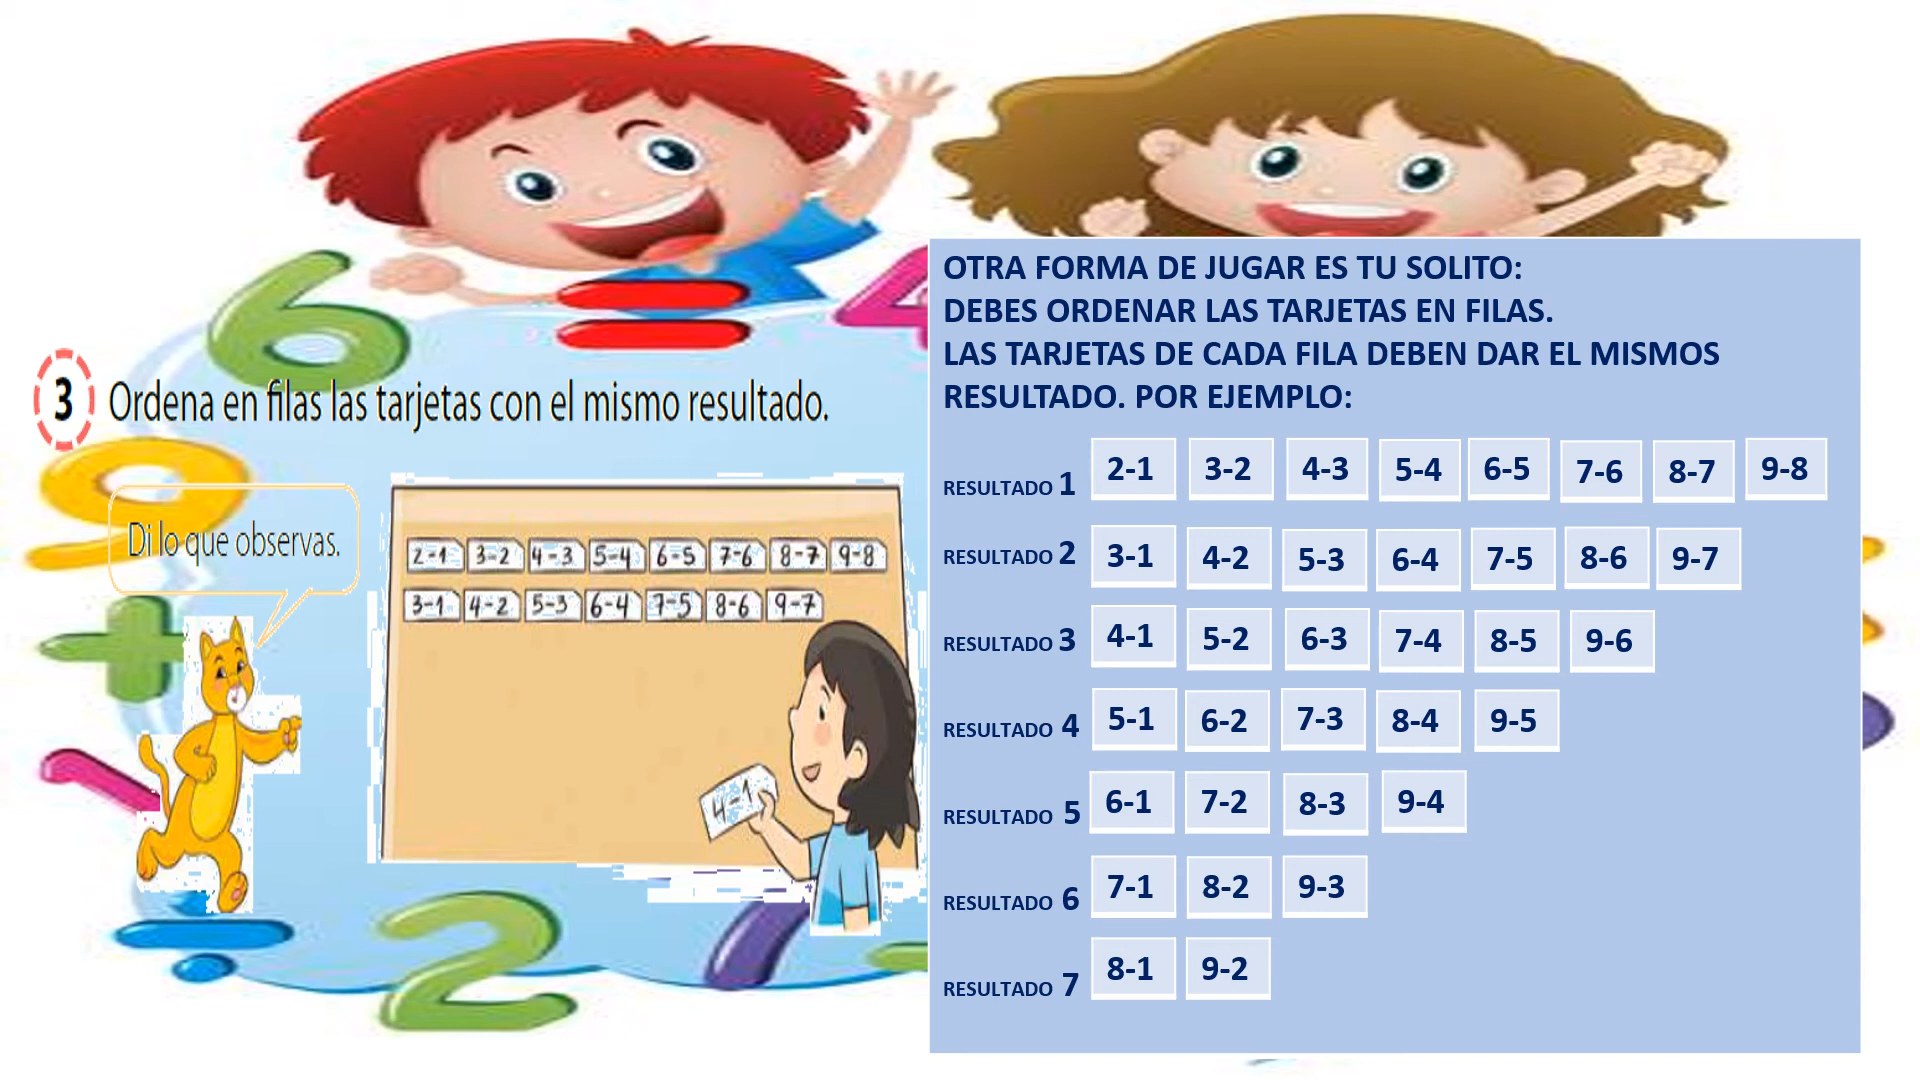 3 Ordena en filas las tarjetas con el mismo resultado.
Di lo que observas.
2-1 3-2 4-3 5-4 6-5 7-6 8-7 9-8
3-1 4-2 5-3 6-4 7-5 8-6 9-7
4-1
OTRA FORMA DE JUGAR ES TU SOLITO:
DEBES ORDENAR LAS TARJETAS EN FILAS.
LAS TARJETAS DE CADA FILA DEBEN DAR EL MISMOS
RESULTADO. POR EJEMPLO:
RESULTADO 1 2-1 3-2 4-3 5-4 6-5 7-6 8-7 9-8
RESULTADO 2 3-1 4-2 5-3 6-4 7-5 8-6 9-7
RESULTADO 3 4-1 5-2 6-3 7-4 8-5 9-6
RESULTADO 4 5-1 6-2 7-3 8-4 9-5
RESULTADO 5 6-1 7-2 8-3 9-4
RESULTADO 6 7-1 8-2 9-3
RESULTADO 7 8-1 9-2